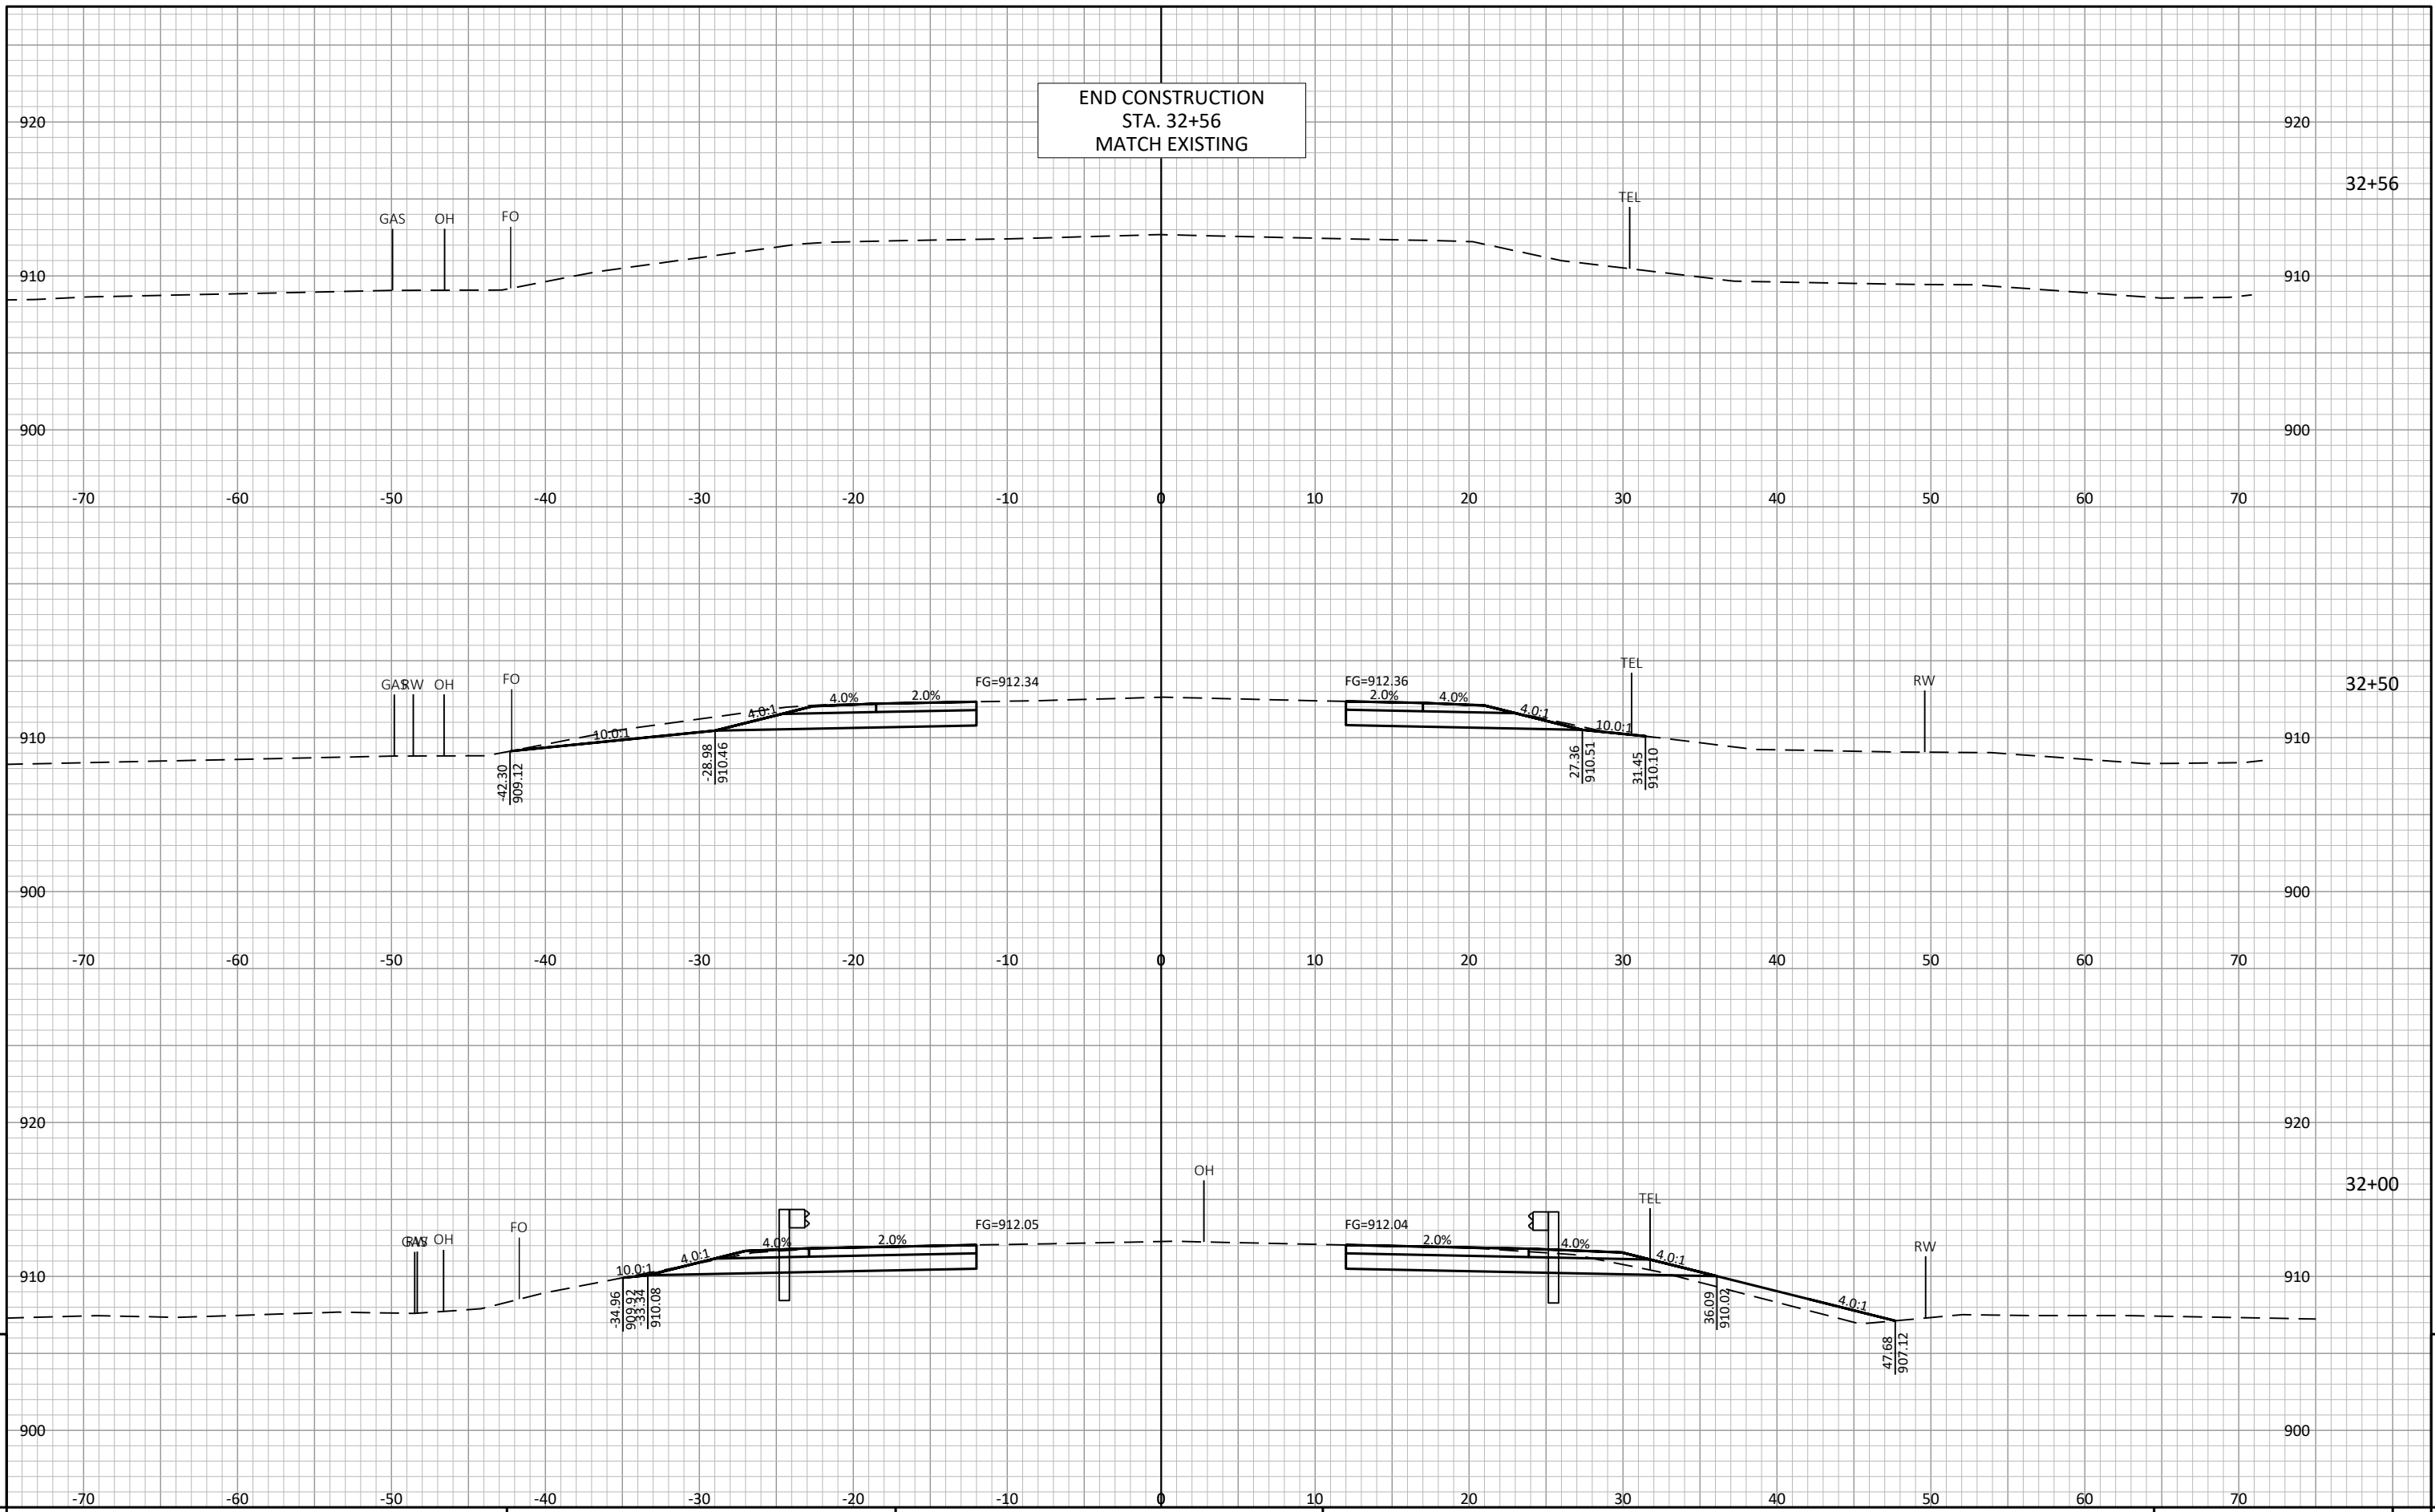 END CONSTRUCTION
STA. 32+56
MATCH EXISTING
920 920
32+56
GAS OH FO TEL
910 910
900 900
-70 -60 -50 -40 -30 -20 -10 0 10 20 30 40 50 60 70
32+50
GAS RW OH FO FG=912.34 FG=912.36 TEL RW
10.0:1 4.0:1 4.0% 2.0% 2.0% 4.0% 4.0:1 10.0:1
910 910
-42.30 -28.98 27.36 31.45
909.12 910.46 910.51 910.10
900 900
-70 -60 -50 -40 -30 -20 -10 0 10 20 30 40 50 60 70
920 920
32+00
GAS RW OH FO FG=912.05 OH FG=912.04 TEL RW
10.0:1 4.0:1 4.0% 2.0% 2.0% 4.0% 4.0:1 4.0:1
910 910
-34.96 -33.34 36.09 47.68
909.92 910.08 910.02 907.12
900 900
-70 -60 -50 -40 -30 -20 -10 0 10 20 30 40 50 60 70